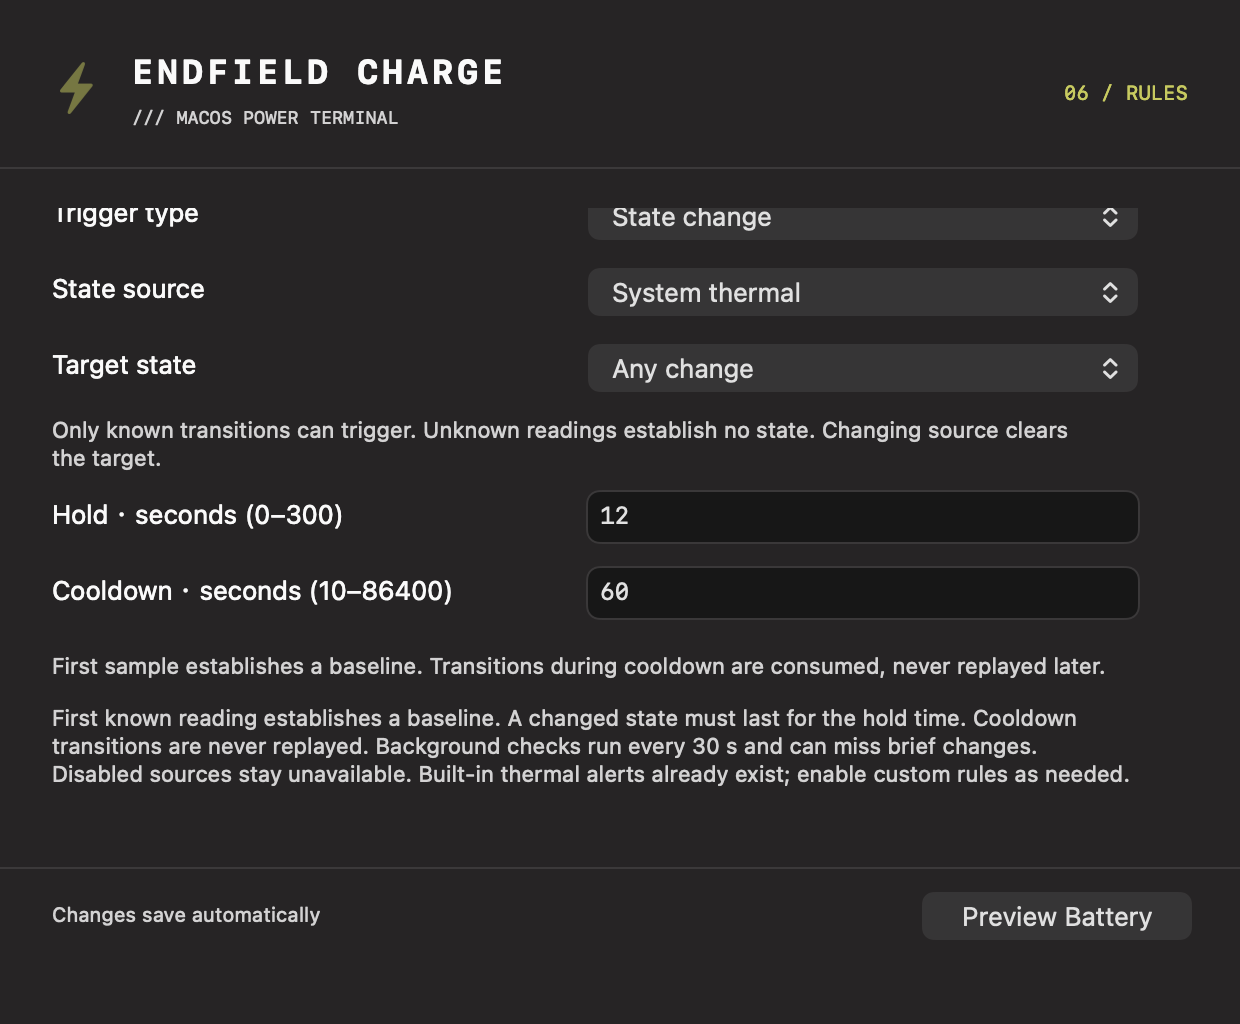 ENDFIELD CHARGE
/// MACOS POWER TERMINAL
06 / RULES
Trigger type
State change
State source
System thermal
Target state
Any change
Only known transitions can trigger. Unknown readings establish no state. Changing source clears
the target.
Hold · seconds (0–300)
12
Cooldown · seconds (10–86400)
60
First sample establishes a baseline. Transitions during cooldown are consumed, never replayed later.
First known reading establishes a baseline. A changed state must last for the hold time. Cooldown
transitions are never replayed. Background checks run every 30 s and can miss brief changes.
Disabled sources stay unavailable. Built-in thermal alerts already exist; enable custom rules as needed.
Changes save automatically
Preview Battery